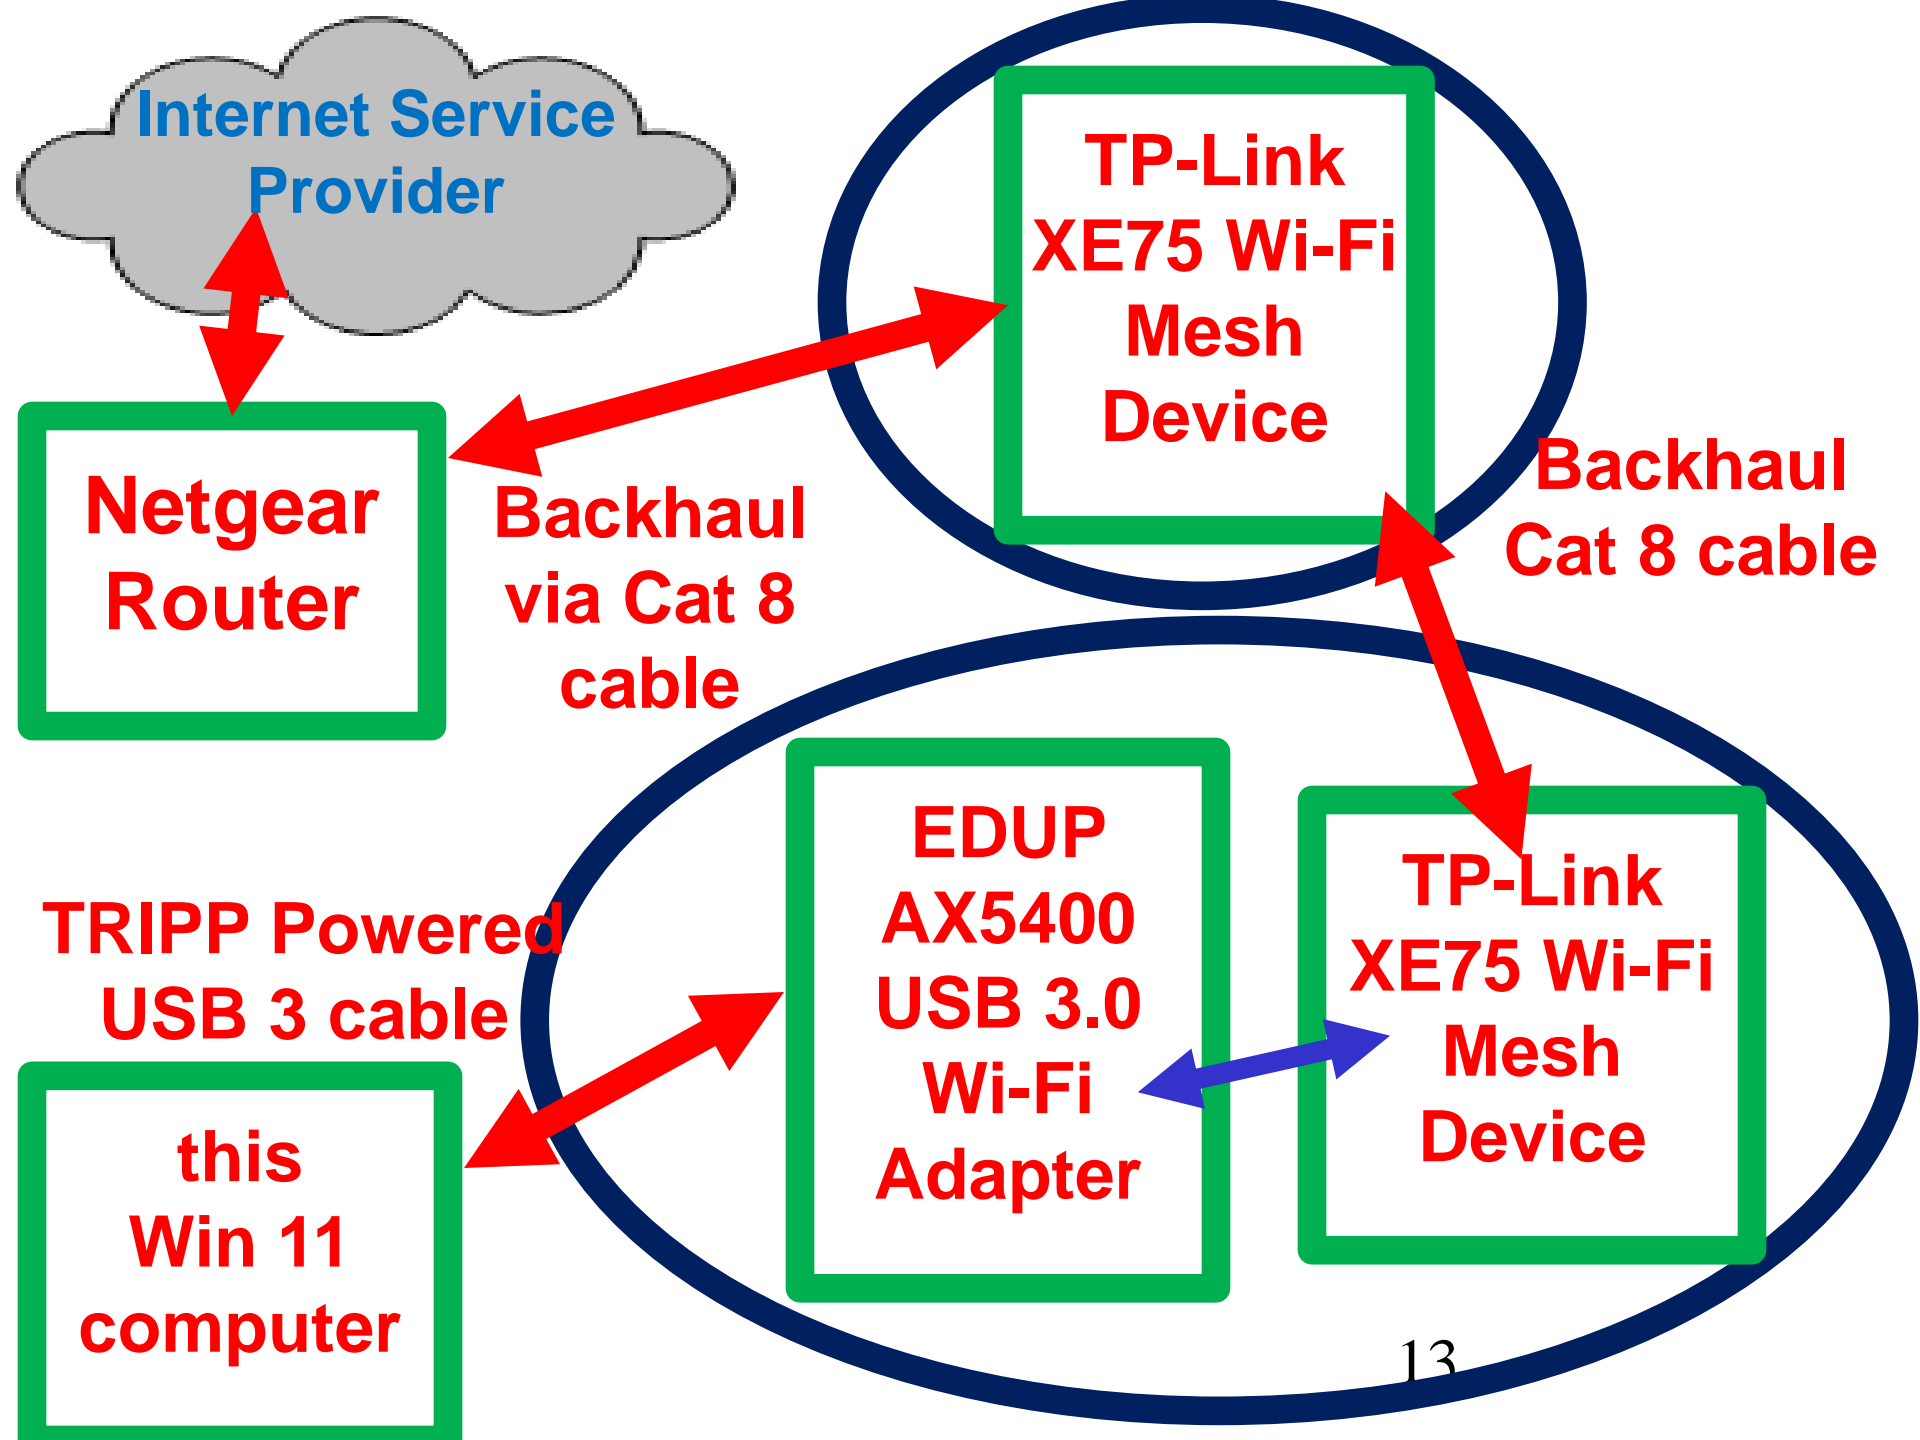 Internet Service
Provider
TP-Link
XE75 Wi-Fi
Mesh
Device
Netgear
Router
Backhaul
via Cat 8
cable
Backhaul
Cat 8 cable
TRIPP Powered
USB 3 cable
EDUP
AX5400
USB 3.0
Wi-Fi
Adapter
TP-Link
XE75 Wi-Fi
Mesh
Device
this
Win 11
computer
13